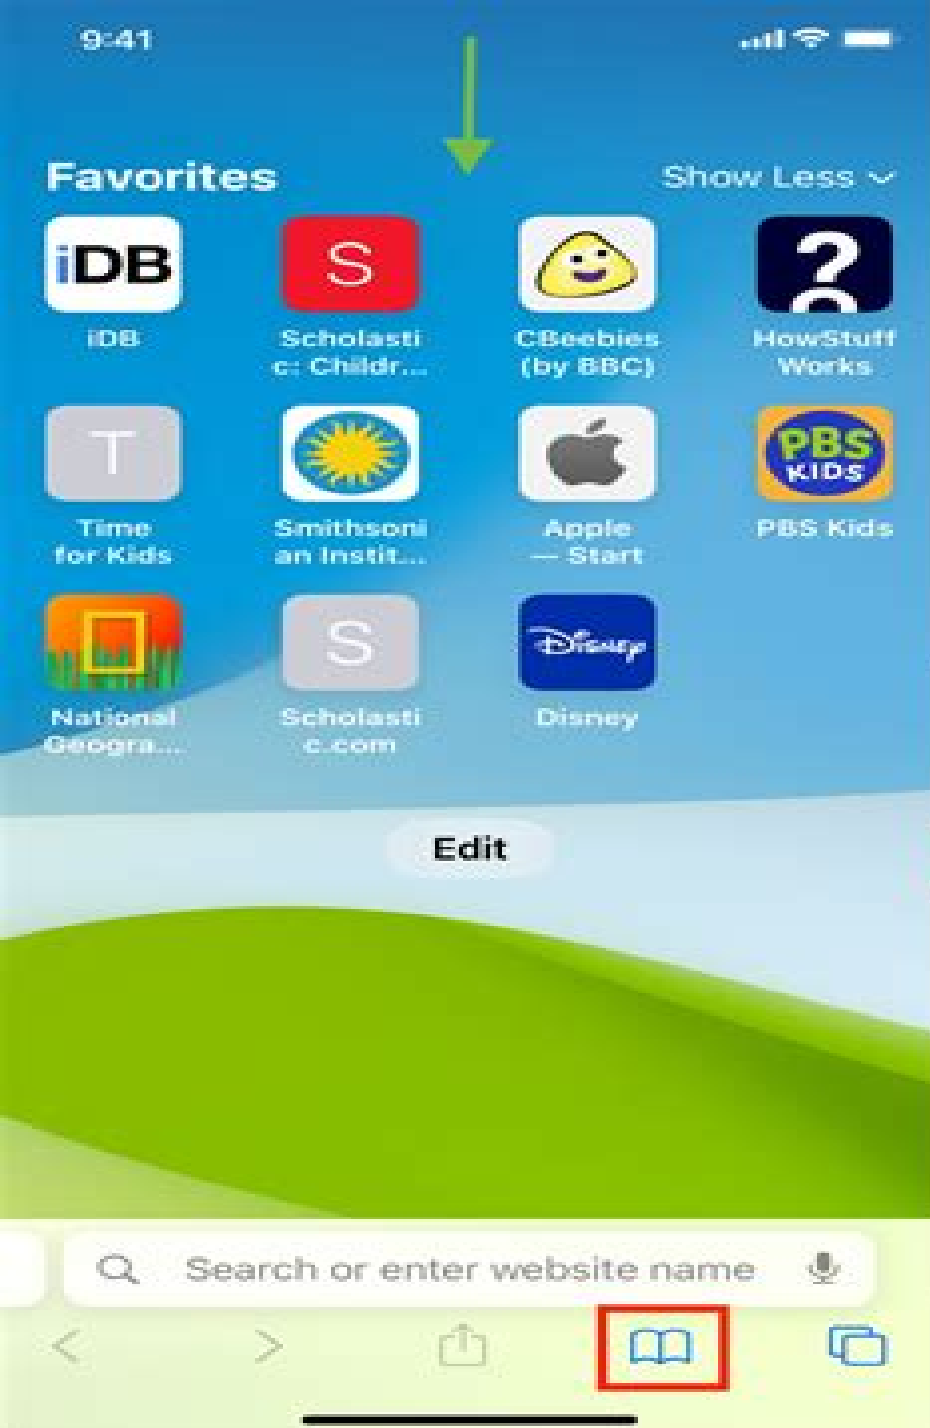 9:41
Favorites
Show Less
iDB
S
?
iDB
Scholasti
c: Childr...
CBeebies
(by BBC)
HowStuff
Works
T
PBS
KIDS
Time
for Kids
Smithsoni
an Instit...
Apple
— Start
PBS Kids
S
Disney
National
Geogra...
Scholasti
c.com
Disney
Edit
Search or enter website name